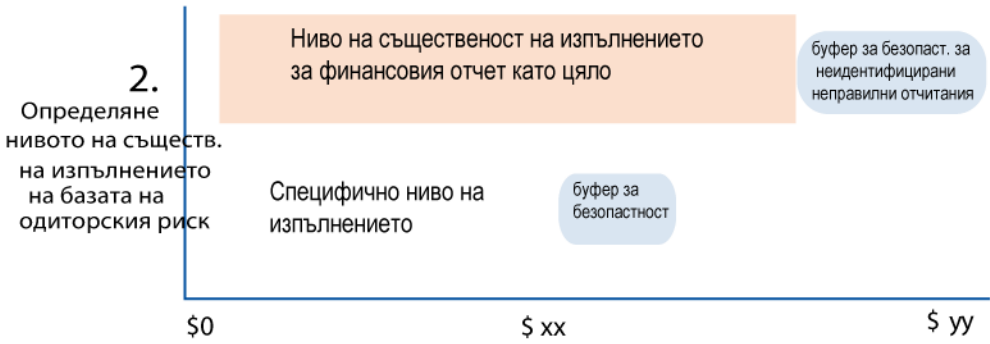 2.
Определяне
нивото на същeств.
на изпълнението
на базата на
одиторския риск
Ниво на същественост на изпълнението
за финансовия отчет като цяло
буфер за безопаст. за
неидентифицирани
неправилни отчитания
Специфично ниво на
изпълнението
буфер за
безопастност
$0
$ xx
$ yy